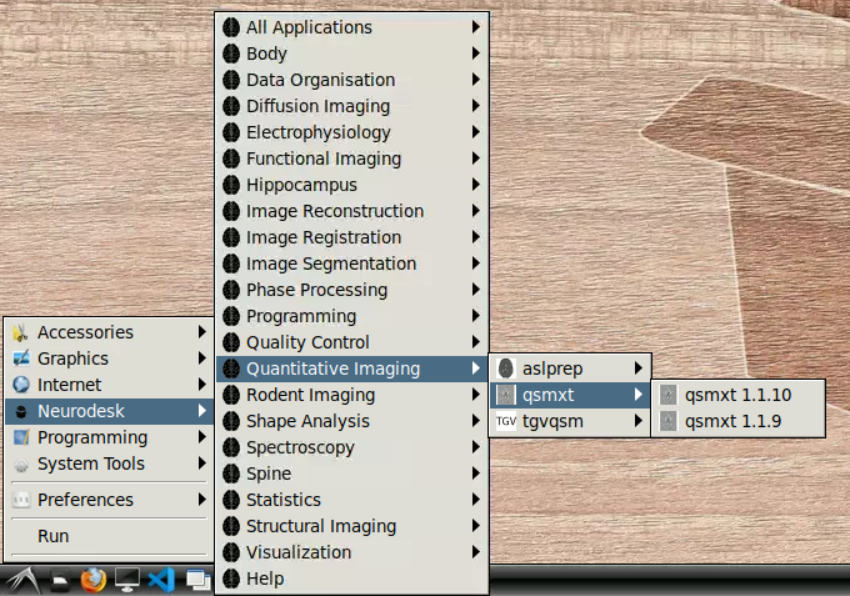 Accessories
Graphics
Internet
Neurodesk
Programming
System Tools
Preferences
Run
All Applications
Body
Data Organisation
Diffusion Imaging
Electrophysiology
Functional Imaging
Hippocampus
Image Reconstruction
Image Registration
Image Segmentation
Phase Processing
Programming
Quality Control
Quantitative Imaging
Rodent Imaging
Shape Analysis
Spectroscopy
Spine
Statistics
Structural Imaging
Visualization
Help
aslprep
qsmxt
TGV tgvqsm
qsmxt 1.1.10
qsmxt 1.1.9